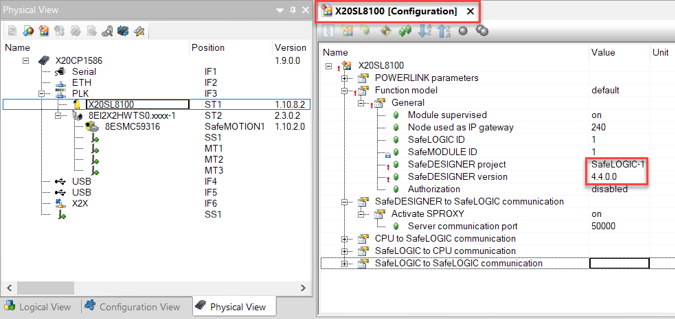 Physical View
Name Position Version
X20CP1586 1.9.0.0
Serial IF1
ETH IF2
PLK IF3
X20SL8100 ST1 1.10.8.2
8EI2X2HWTS0.xxxx-1 ST2 2.3.0.2
8ESMC59316 SafeMOTION1 1.10.2.0
SS1
MT1
MT2
MT3
USB IF4
USB IF5
X2X IF6
SS1
Logical View Configuration View Physical View
X20SL8100 [Configuration]
Name Value Unit
X20SL8100
POWERLINK parameters
Function model default
General
Module supervised on
Node used as IP gateway 240
SafeLOGIC ID 1
SafeMODULE ID 1
SafeDESIGNER project SafeLOGIC-1
SafeDESIGNER version 4.4.0.0
Authorization disabled
SafeDESIGNER to SafeLOGIC communication
Activate SPROXY on
Server communication port 50000
CPU to SafeLOGIC communication
SafeLOGIC to CPU communication
SafeLOGIC to SafeLOGIC communication